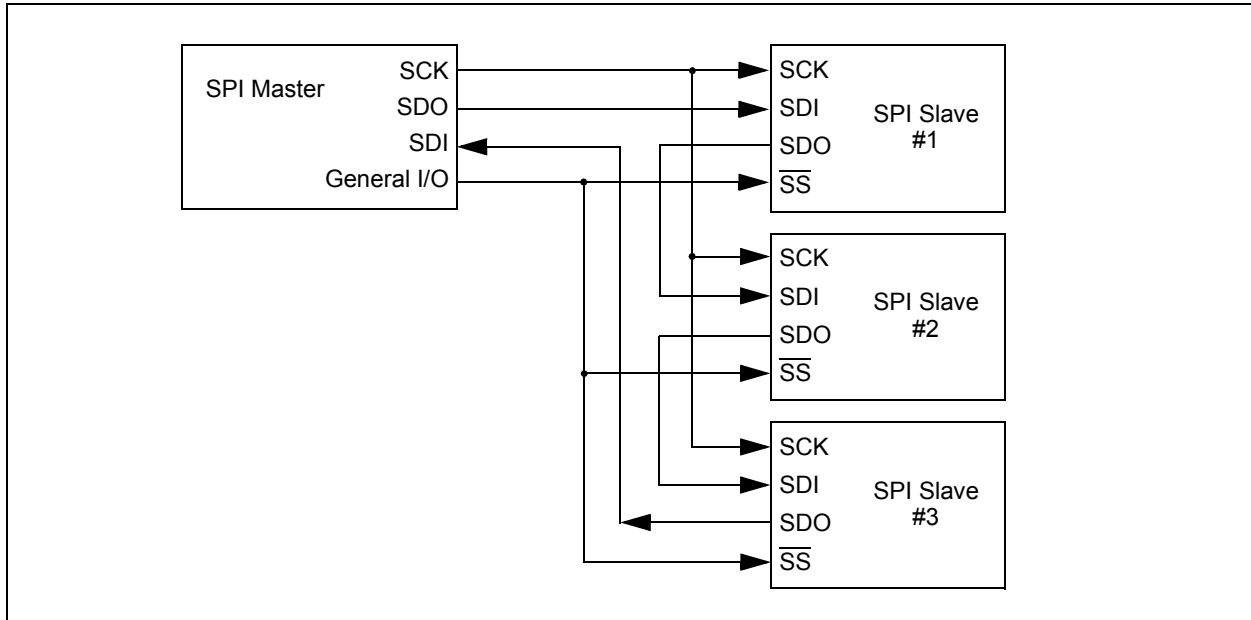 SPI Master
SCK
SDO
SDI
General I/O
SCK
SDI
SDO
SS
SPI Slave
#1
SCK
SDI
SDO
SS
SPI Slave
#2
SCK
SDI
SDO
SS
SPI Slave
#3